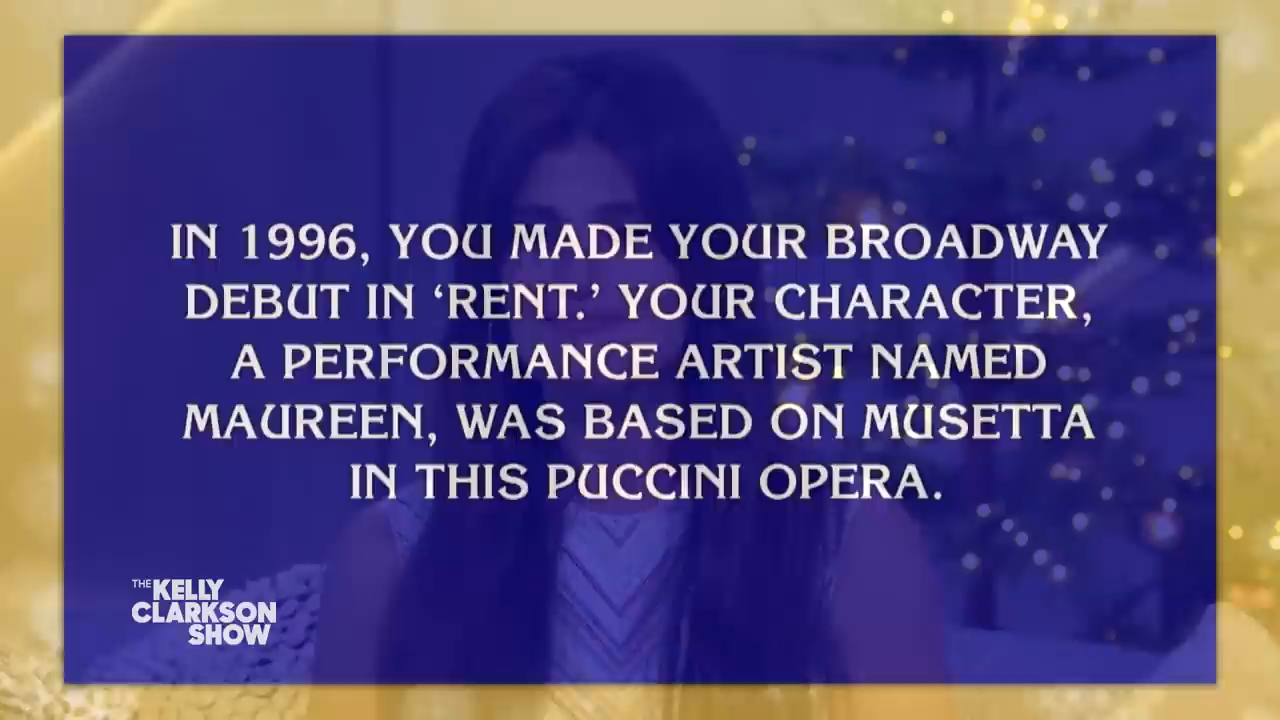 IN 1996, YOU MADE YOUR BROADWAY
DEBUT IN ‘RENT.’ YOUR CHARACTER,
A PERFORMANCE ARTIST NAMED
MAUREEN, WAS BASED ON MUSETTA
IN THIS PUCCINI OPERA.
THE KELLY
CLARKSON
SHOW